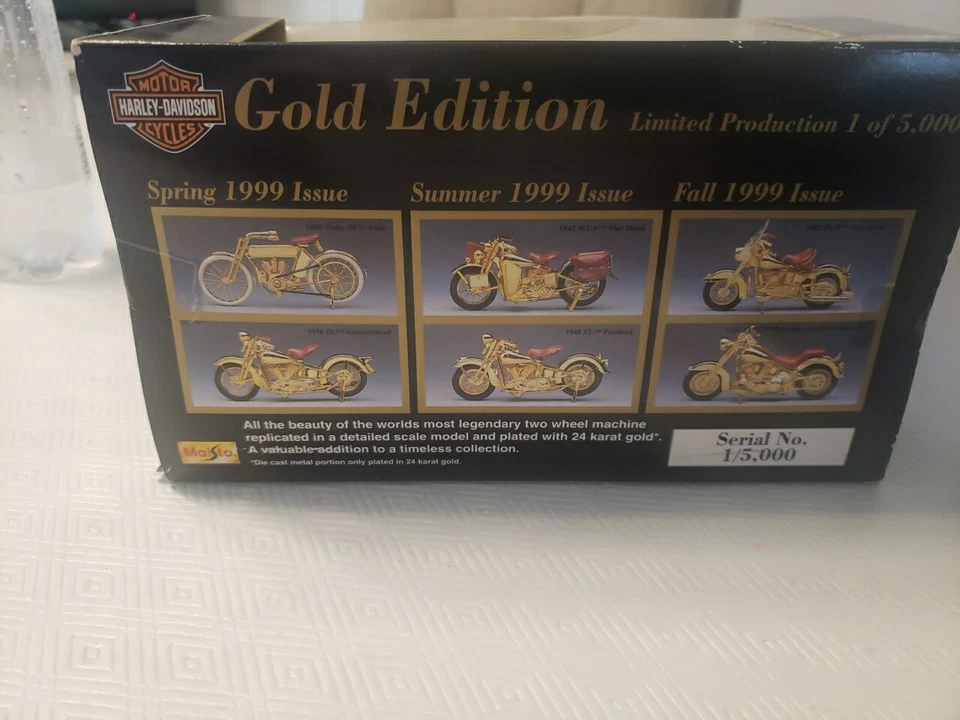 MOTOR
HARLEY-DAVIDSON
CYCLES
Gold Edition
Limited Production 1 of 5,000
Spring 1999 Issue
Summer 1999 Issue
Fall 1999 Issue
1942 WLA™ Flat Head
1936 EL™ Knucklehead
1948 FL™ Panhead
All the beauty of the worlds most legendary two wheel machine
replicated in a detailed scale model and plated with 24 karat gold*.
A valuable addition to a timeless collection.
*Die cast metal portion only plated in 24 karat gold.
Maisto.
Serial No.
1/5,000